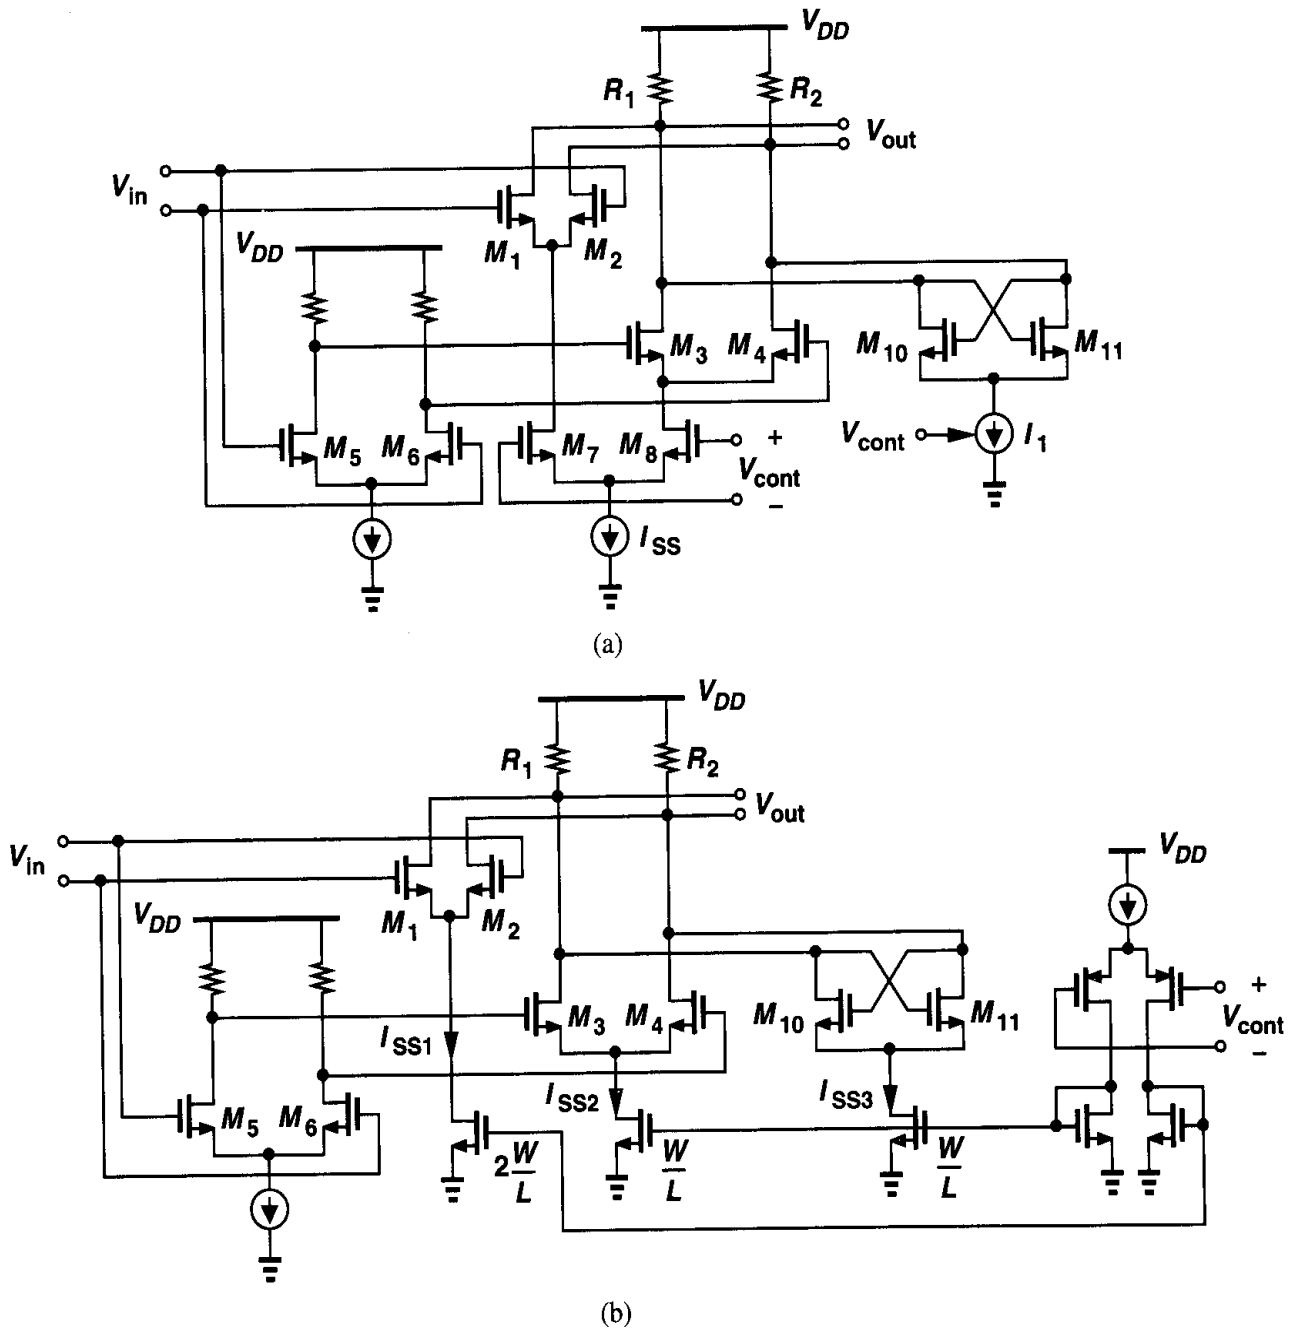 V_DD
R_1
R_2
V_out
V_in
V_DD
M_1
M_2
M_3
M_4
M_10
M_11
M_5
M_6
M_7
M_8
+
V_cont
−
V_cont
I_1
I_SS
(a)
V_DD
R_1
R_2
V_out
V_in
V_DD
V_DD
M_1
M_2
M_3
M_4
M_10
M_11
+
V_cont
−
I_SS1
I_SS2
I_SS3
M_5
M_6
2 W/L
W/L
W/L
(b)